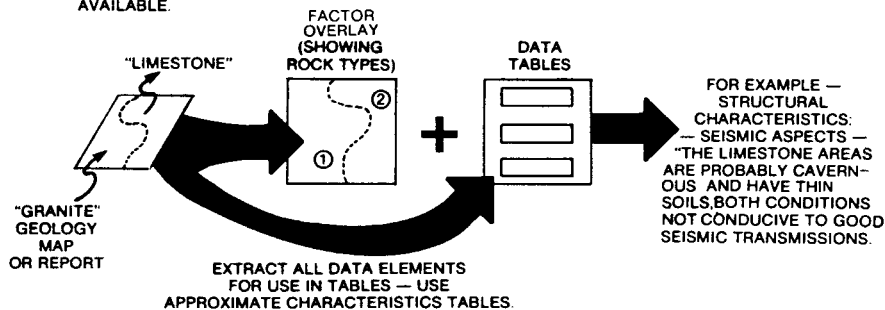 AVAILABLE.
FACTOR
OVERLAY
(SHOWING
ROCK TYPES)
DATA
TABLES
"LIMESTONE"
②
①
+
"GRANITE"
GEOLOGY
MAP
OR REPORT
EXTRACT ALL DATA ELEMENTS
FOR USE IN TABLES — USE
APPROXIMATE CHARACTERISTICS TABLES.
FOR EXAMPLE —
STRUCTURAL
CHARACTERISTICS:
— SEISMIC ASPECTS —
"THE LIMESTONE AREAS
ARE PROBABLY CAVERN-
OUS AND HAVE THIN
SOILS,BOTH CONDITIONS
NOT CONDUCIVE TO GOOD
SEISMIC TRANSMISSIONS.